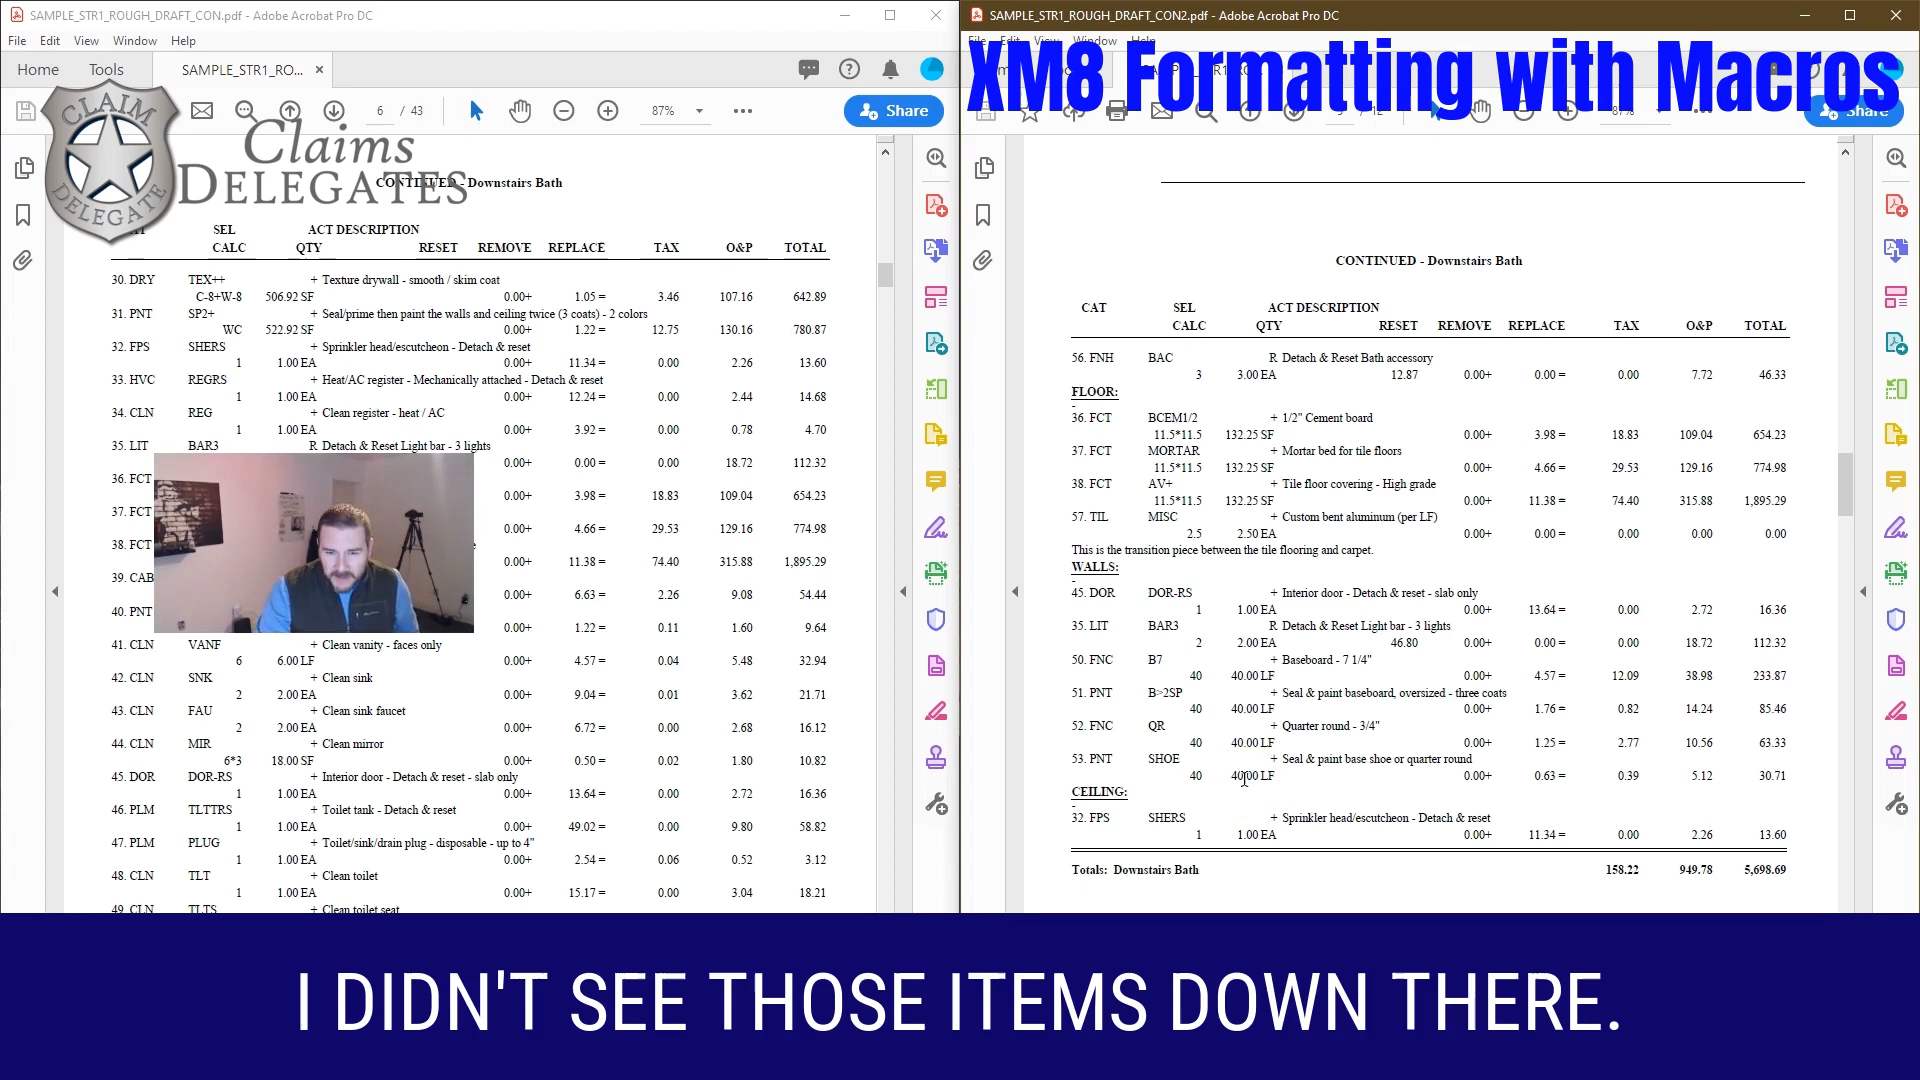 SAMPLE_STR1_ROUGH_DRAFT_CON.pdf - Adobe Acrobat Pro DC
File Edit View Window Help
Home Tools SAMPLE_STR1_RO... ×
6 / 43 87% Share
CLAIM DELEGATE
Claims DELEGATES
CONTINUED - Downstairs Bath
SEL ACT DESCRIPTION
CALC QTY RESET REMOVE REPLACE TAX O&P TOTAL
30. DRY TEX++ + Texture drywall - smooth / skim coat
C-8+W-8 506.92 SF 0.00+ 1.05 = 3.46 107.16 642.89
31. PNT SP2+ + Seal/prime then paint the walls and ceiling twice (3 coats) - 2 colors
WC 522.92 SF 0.00+ 1.22 = 12.75 130.16 780.87
32. FPS SHERS + Sprinkler head/escutcheon - Detach & reset
1 1.00 EA 0.00+ 11.34 = 0.00 2.26 13.60
33. HVC REGRS + Heat/AC register - Mechanically attached - Detach & reset
1 1.00 EA 0.00+ 12.24 = 0.00 2.44 14.68
34. CLN REG + Clean register - heat / AC
1 1.00 EA 0.00+ 3.92 = 0.00 0.78 4.70
35. LIT BAR3 R Detach & Reset Light bar - 3 lights
0.00+ 0.00 = 0.00 18.72 112.32
36. FCT
0.00+ 3.98 = 18.83 109.04 654.23
37. FCT
0.00+ 4.66 = 29.53 129.16 774.98
38. FCT
0.00+ 11.38 = 74.40 315.88 1,895.29
39. CAB
0.00+ 6.63 = 2.26 9.08 54.44
40. PNT
0.00+ 1.22 = 0.11 1.60 9.64
41. CLN VANF + Clean vanity - faces only
6 6.00 LF 0.00+ 4.57 = 0.04 5.48 32.94
42. CLN SNK + Clean sink
2 2.00 EA 0.00+ 9.04 = 0.01 3.62 21.71
43. CLN FAU + Clean sink faucet
2 2.00 EA 0.00+ 6.72 = 0.00 2.68 16.12
44. CLN MIR + Clean mirror
6*3 18.00 SF 0.00+ 0.50 = 0.02 1.80 10.82
45. DOR DOR-RS + Interior door - Detach & reset - slab only
1 1.00 EA 0.00+ 13.64 = 0.00 2.72 16.36
46. PLM TLTTRS + Toilet tank - Detach & reset
1 1.00 EA 0.00+ 49.02 = 0.00 9.80 58.82
47. PLM PLUG + Toilet/sink/drain plug - disposable - up to 4"
1 1.00 EA 0.00+ 2.54 = 0.06 0.52 3.12
48. CLN TLT + Clean toilet
1 1.00 EA 0.00+ 15.17 = 0.00 3.04 18.21
49. CLN TLTS + Clean toilet seat
SAMPLE_STR1_ROUGH_DRAFT_CON2.pdf - Adobe Acrobat Pro DC
File Edit View Window Help
XM8 Formatting with Macros
87% Share
CONTINUED - Downstairs Bath
CAT SEL ACT DESCRIPTION
CALC QTY RESET REMOVE REPLACE TAX O&P TOTAL
56. FNH BAC R Detach & Reset Bath accessory
3 3.00 EA 12.87 0.00+ 0.00 = 0.00 7.72 46.33
FLOOR:
-
36. FCT BCEM1/2 + 1/2" Cement board
11.5*11.5 132.25 SF 0.00+ 3.98 = 18.83 109.04 654.23
37. FCT MORTAR + Mortar bed for tile floors
11.5*11.5 132.25 SF 0.00+ 4.66 = 29.53 129.16 774.98
38. FCT AV+ + Tile floor covering - High grade
11.5*11.5 132.25 SF 0.00+ 11.38 = 74.40 315.88 1,895.29
57. TIL MISC + Custom bent aluminum (per LF)
2.5 2.50 EA 0.00+ 0.00 = 0.00 0.00 0.00
This is the transition piece between the tile flooring and carpet.
WALLS:
-
45. DOR DOR-RS + Interior door - Detach & reset - slab only
1 1.00 EA 0.00+ 13.64 = 0.00 2.72 16.36
35. LIT BAR3 R Detach & Reset Light bar - 3 lights
2 2.00 EA 46.80 0.00+ 0.00 = 0.00 18.72 112.32
50. FNC B7 + Baseboard - 7 1/4"
40 40.00 LF 0.00+ 4.57 = 12.09 38.98 233.87
51. PNT B>2SP + Seal & paint baseboard, oversized - three coats
40 40.00 LF 0.00+ 1.76 = 0.82 14.24 85.46
52. FNC QR + Quarter round - 3/4"
40 40.00 LF 0.00+ 1.25 = 2.77 10.56 63.33
53. PNT SHOE + Seal & paint base shoe or quarter round
40 40.00 LF 0.00+ 0.63 = 0.39 5.12 30.71
CEILING:
-
32. FPS SHERS + Sprinkler head/escutcheon - Detach & reset
1 1.00 EA 0.00+ 11.34 = 0.00 2.26 13.60
Totals: Downstairs Bath 158.22 949.78 5,698.69
I DIDN'T SEE THOSE ITEMS DOWN THERE.